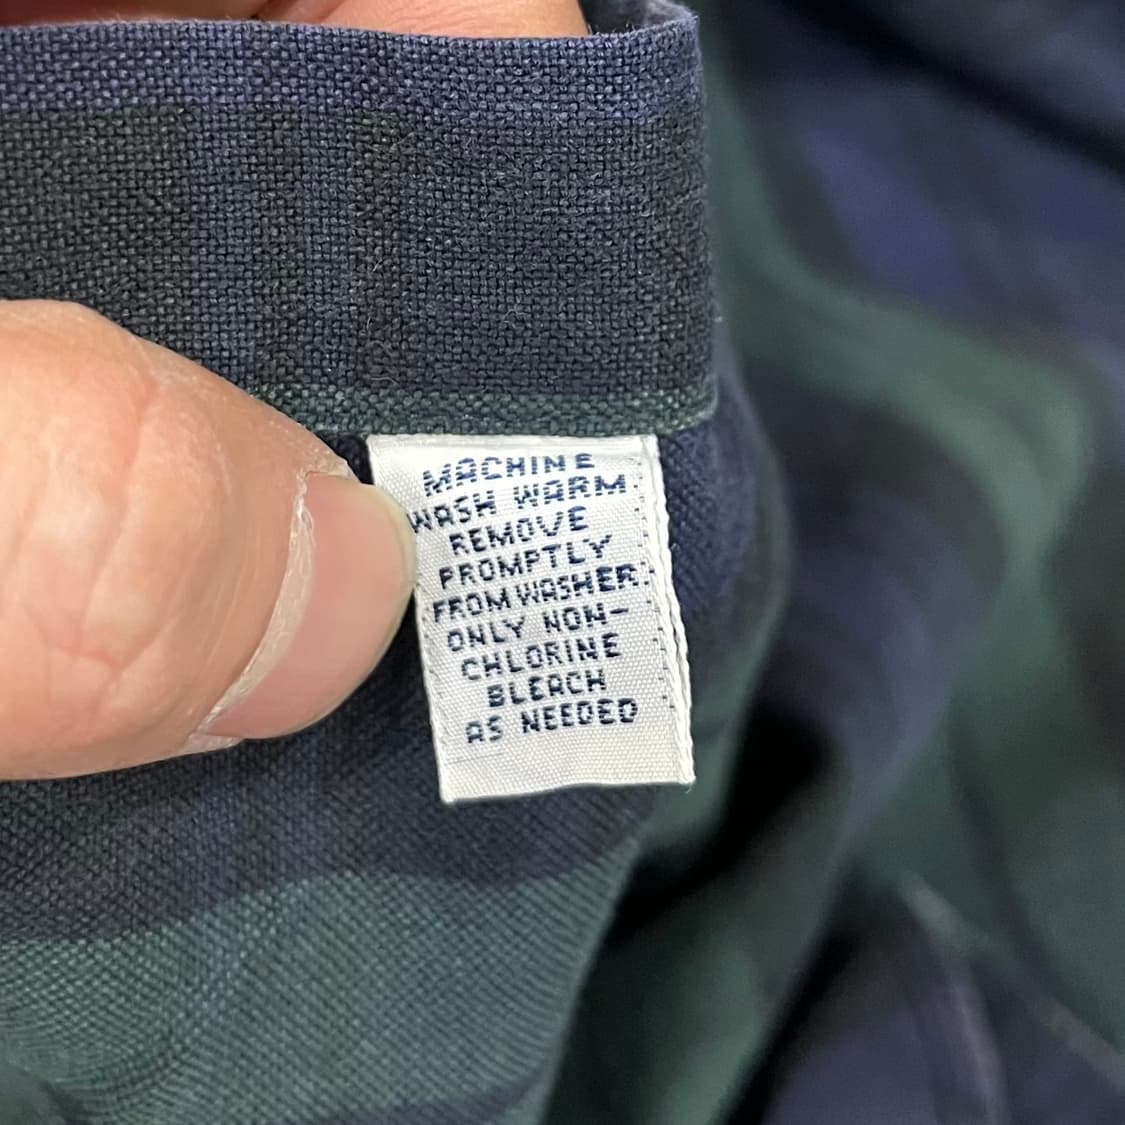 MACHINE
WASH WARM
REMOVE
PROMPTLY
FROM WASHER
ONLY NON-
CHLORINE
BLEACH
AS NEEDED